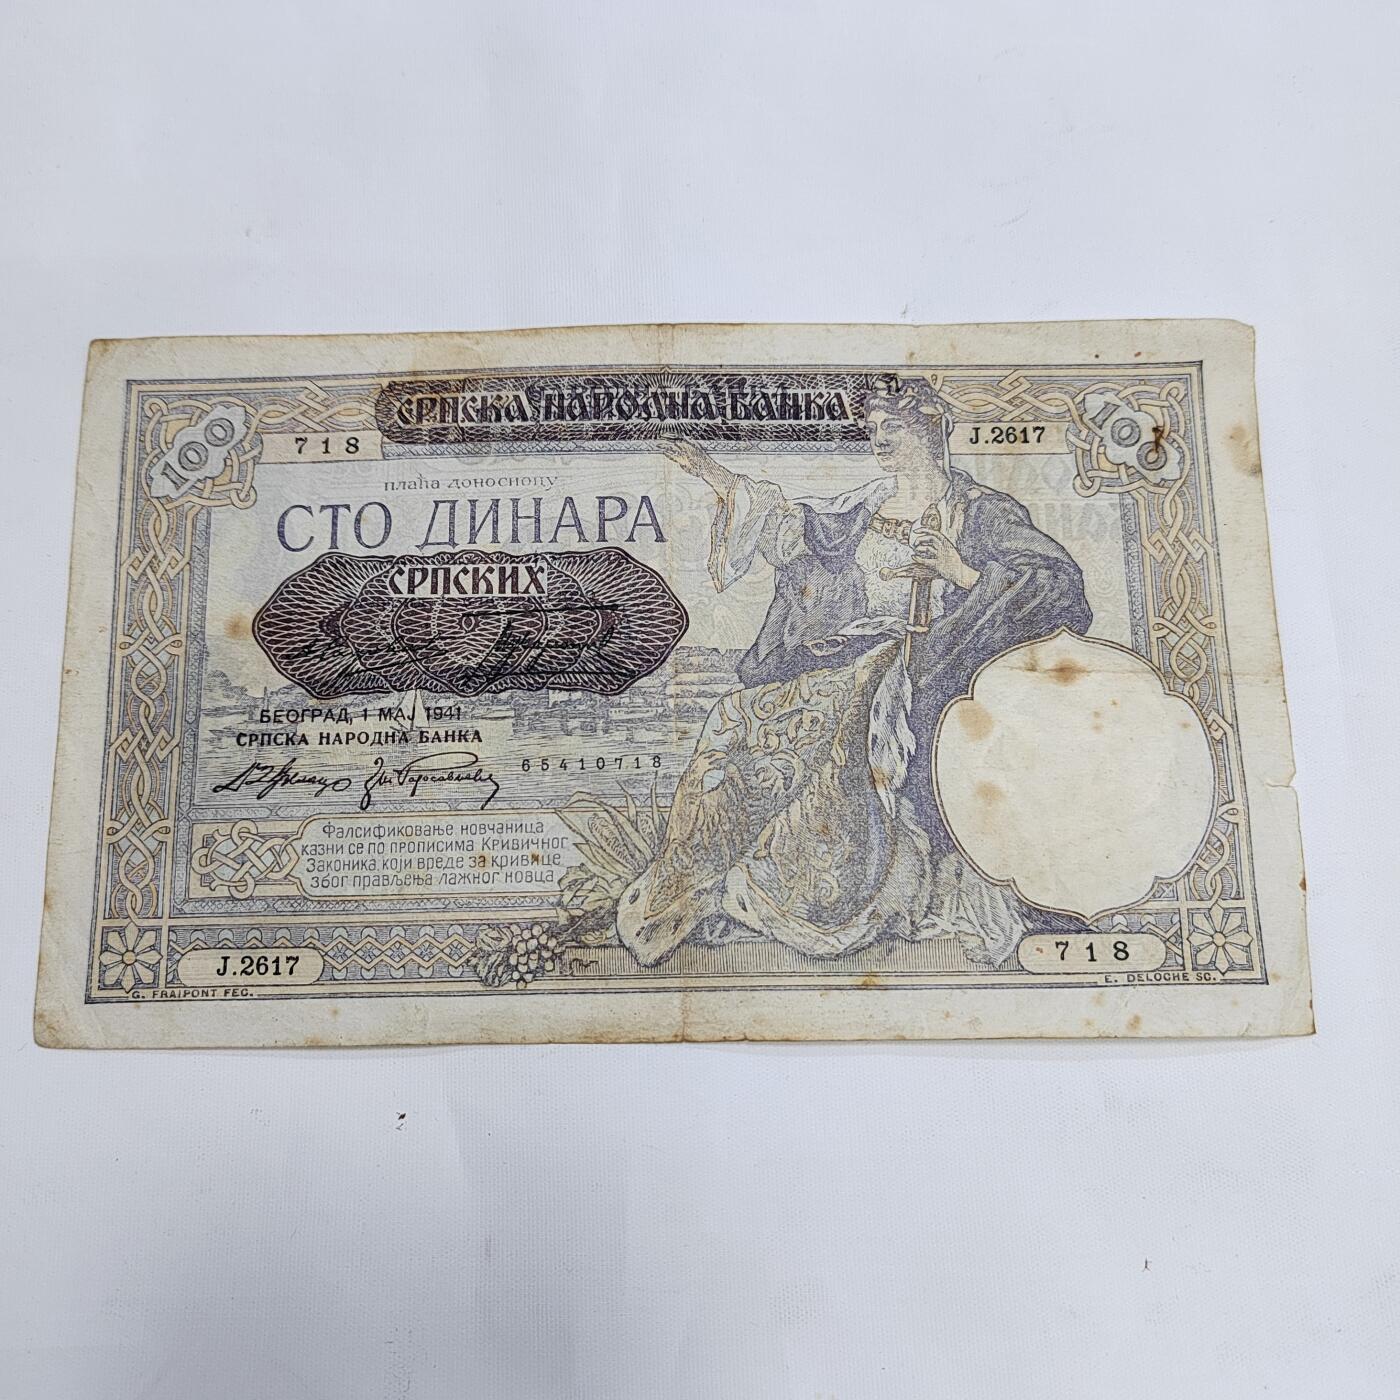 СРПСКА НАРОДНА БАНКА
100
718
J.2617
100
плаћа доносиоцу
СТО ДИНАРА
СРПСКИХ
БЕОГРАД, 1 МАЈ 1941
СРПСКА НАРОДНА БАНКА
65410718
Фалсификовање новчаница
казни се по прописима Кривичног
Законика, који вреде за кривице
због прављења лажног новца
J.2617
718
G. FRAIPONT FEC.
E. DELOCHE SC.